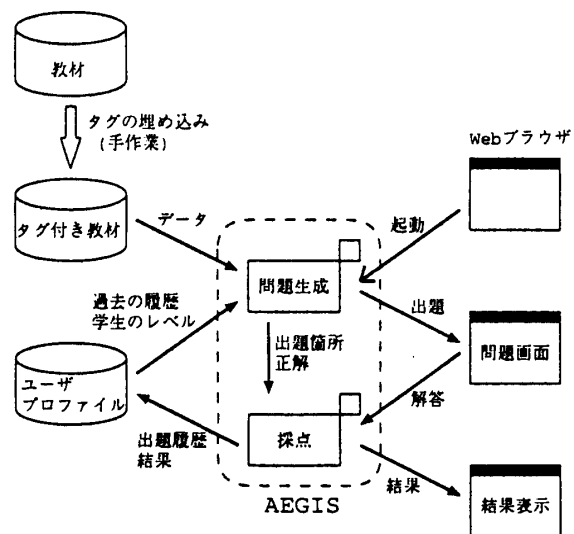 教材
タグの埋め込み
(手作業)
Webブラウザ
タグ付き教材
データ
起動
問題生成
過去の履歴
学生のレベル
出題
出題箇所
正解
問題画面
ユーザ
プロファイル
解答
採点
出題履歴
結果
結果
結果表示
AEGIS